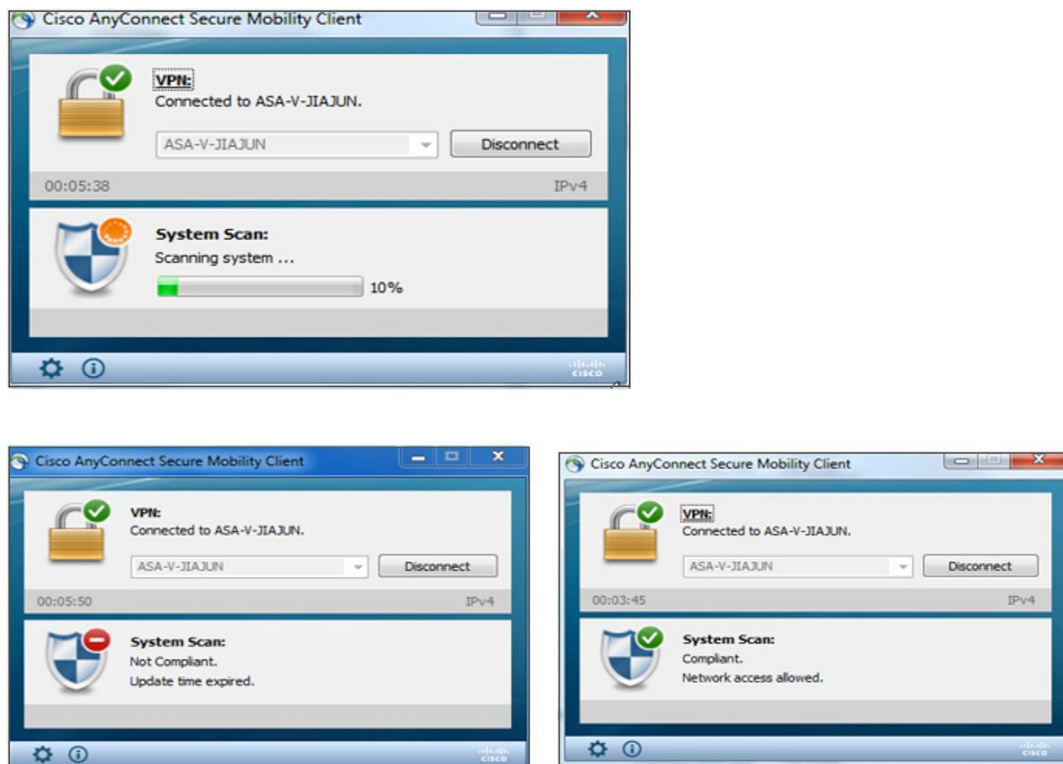 Cisco AnyConnect Secure Mobility Client
VPN:
Connected to ASA-V-JIAJUN.
ASA-V-JIAJUN
Disconnect
00:05:38
IPv4
System Scan:
Scanning system ...
10%
CISCO
Cisco AnyConnect Secure Mobility Client
VPN:
Connected to ASA-V-JIAJUN.
ASA-V-JIAJUN
Disconnect
00:05:50
IPv4
System Scan:
Not Compliant.
Update time expired.
CISCO
Cisco AnyConnect Secure Mobility Client
VPN:
Connected to ASA-V-JIAJUN.
ASA-V-JIAJUN
Disconnect
00:03:45
IPv4
System Scan:
Compliant.
Network access allowed.
CISCO